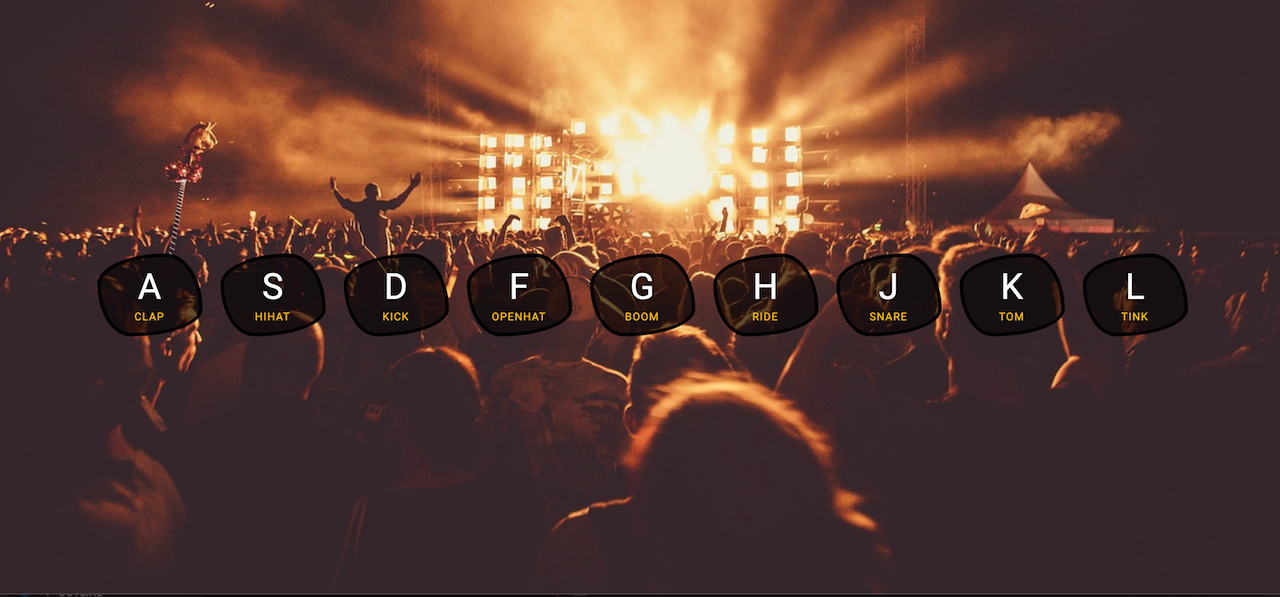 A S D F G H J K L
CLAP HIHAT KICK OPENHAT BOOM RIDE SNARE TOM TINK